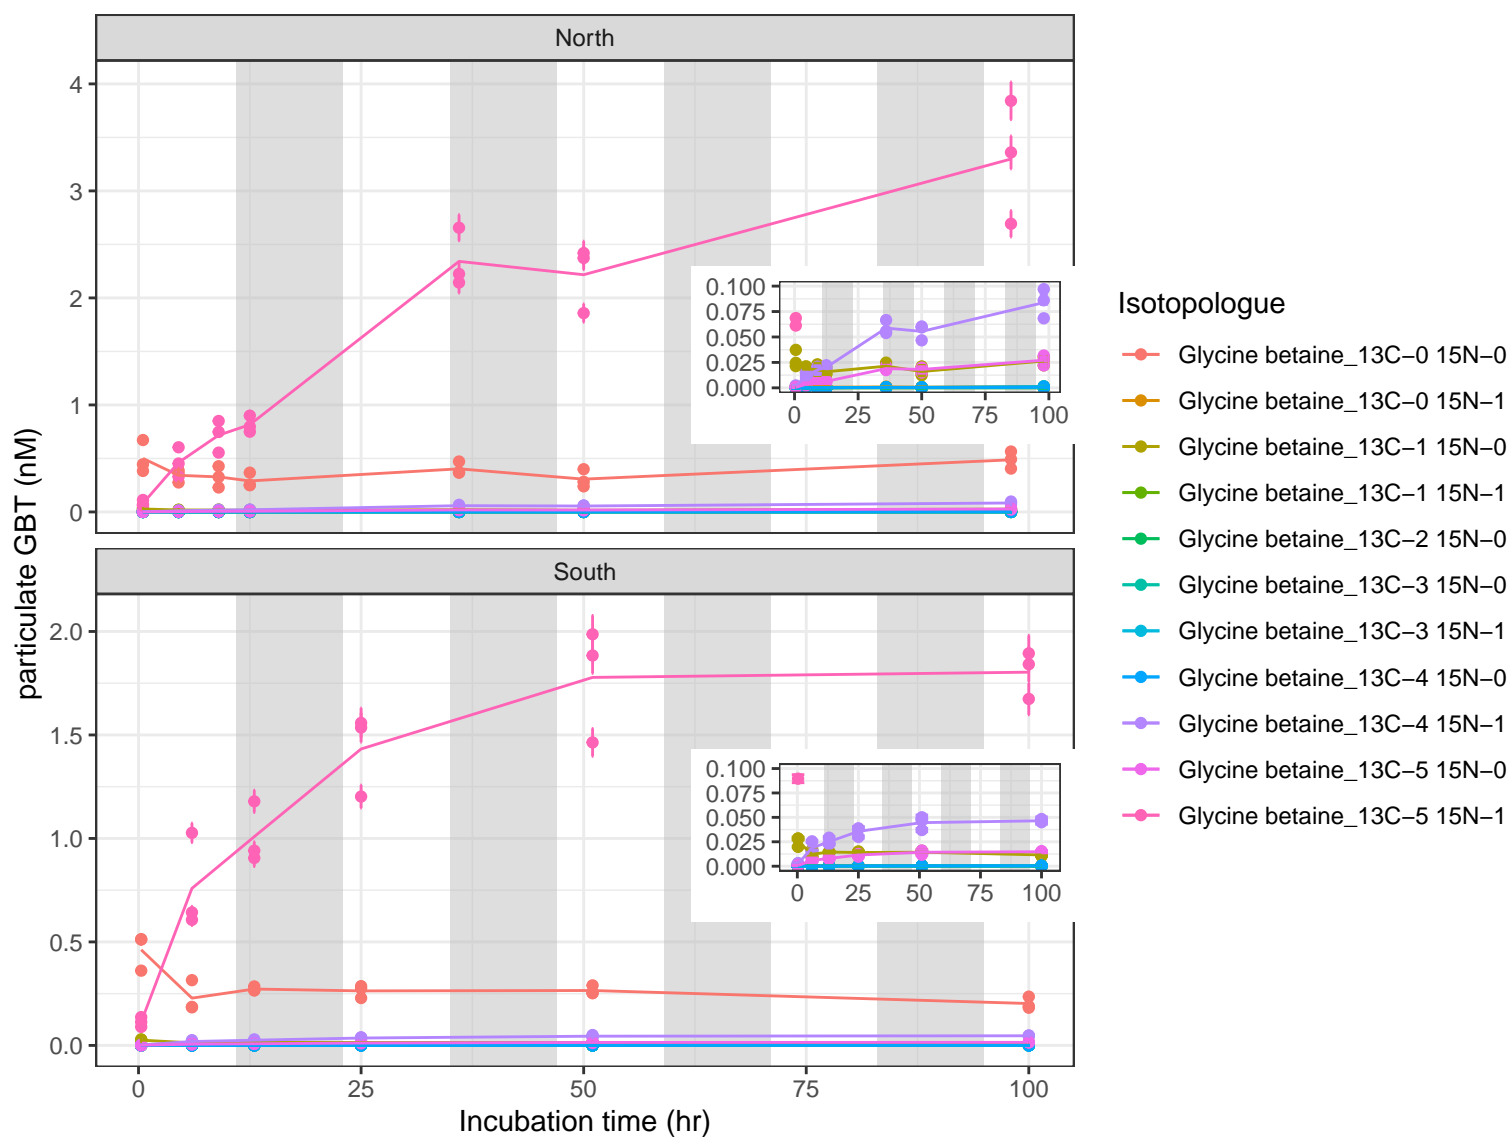 North
4
3
2
1
0
0.100
0.075
0.050
0.025
0.000
0 25 50 75 100
South
2.0
1.5
1.0
0.5
0.0
0.100
0.075
0.050
0.025
0.000
0 25 50 75 100
0 25 50 75 100
Incubation time (hr)
particulate GBT (nM)
Isotopologue
Glycine betaine_13C−0 15N−0
Glycine betaine_13C−0 15N−1
Glycine betaine_13C−1 15N−0
Glycine betaine_13C−1 15N−1
Glycine betaine_13C−2 15N−0
Glycine betaine_13C−3 15N−0
Glycine betaine_13C−3 15N−1
Glycine betaine_13C−4 15N−0
Glycine betaine_13C−4 15N−1
Glycine betaine_13C−5 15N−0
Glycine betaine_13C−5 15N−1